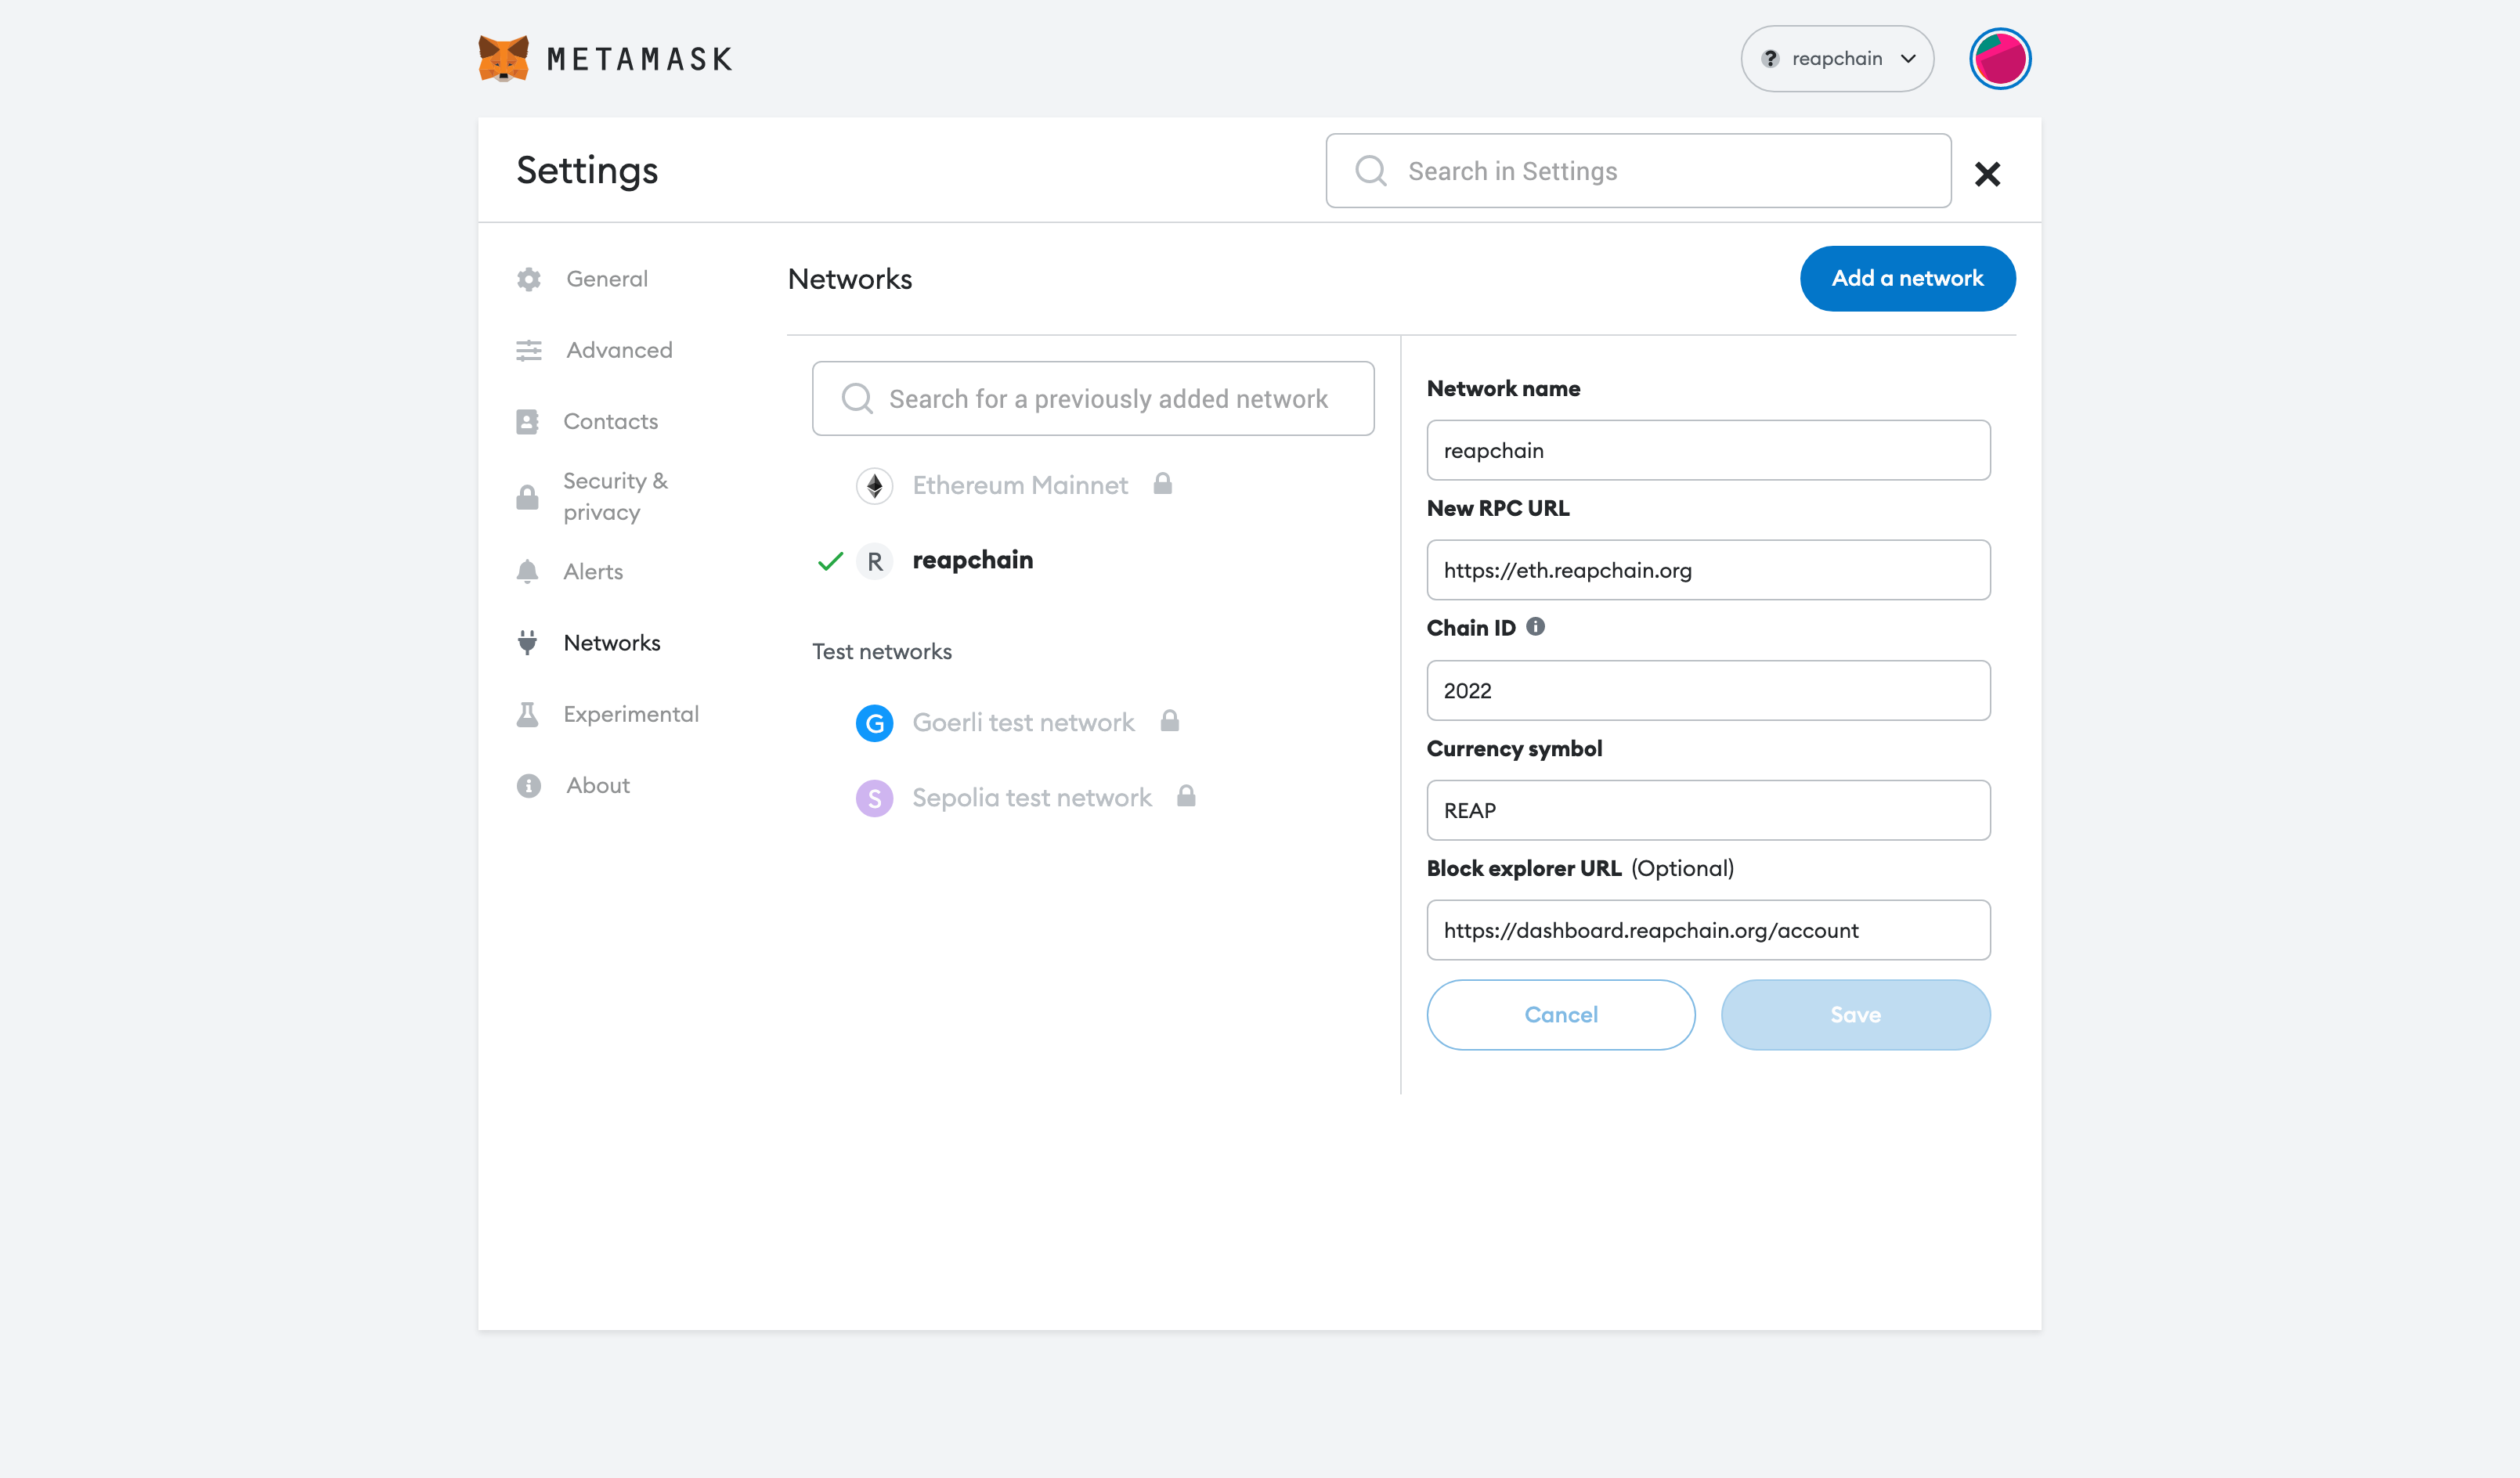 METAMASK
? reapchain
Settings
Search in Settings
General
Advanced
Contacts
Security &
privacy
Alerts
Networks
Experimental
About
Networks
Add a network
Search for a previously added network
Ethereum Mainnet
R reapchain
Test networks
G Goerli test network
S Sepolia test network
Network name
reapchain
New RPC URL
https://eth.reapchain.org
Chain ID
2022
Currency symbol
REAP
Block explorer URL (Optional)
https://dashboard.reapchain.org/account
Cancel
Save